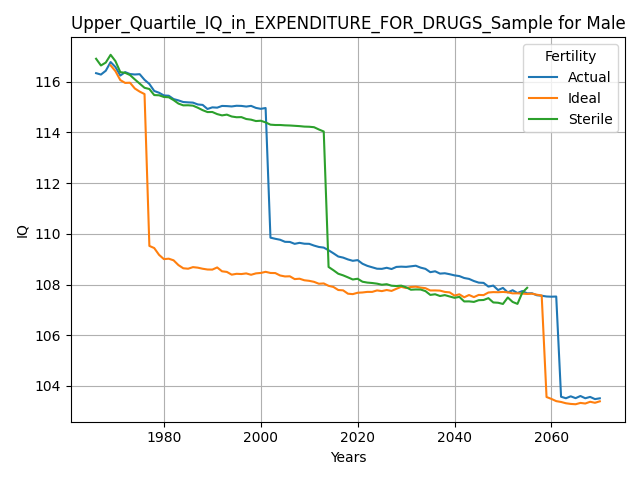 Upper_Quartile_IQ_in_EXPENDITURE_FOR_DRUGS_Sample for Male
Fertility
Actual
Ideal
Sterile
IQ
116
114
112
110
108
106
104
1980
2000
2020
2040
2060
Years